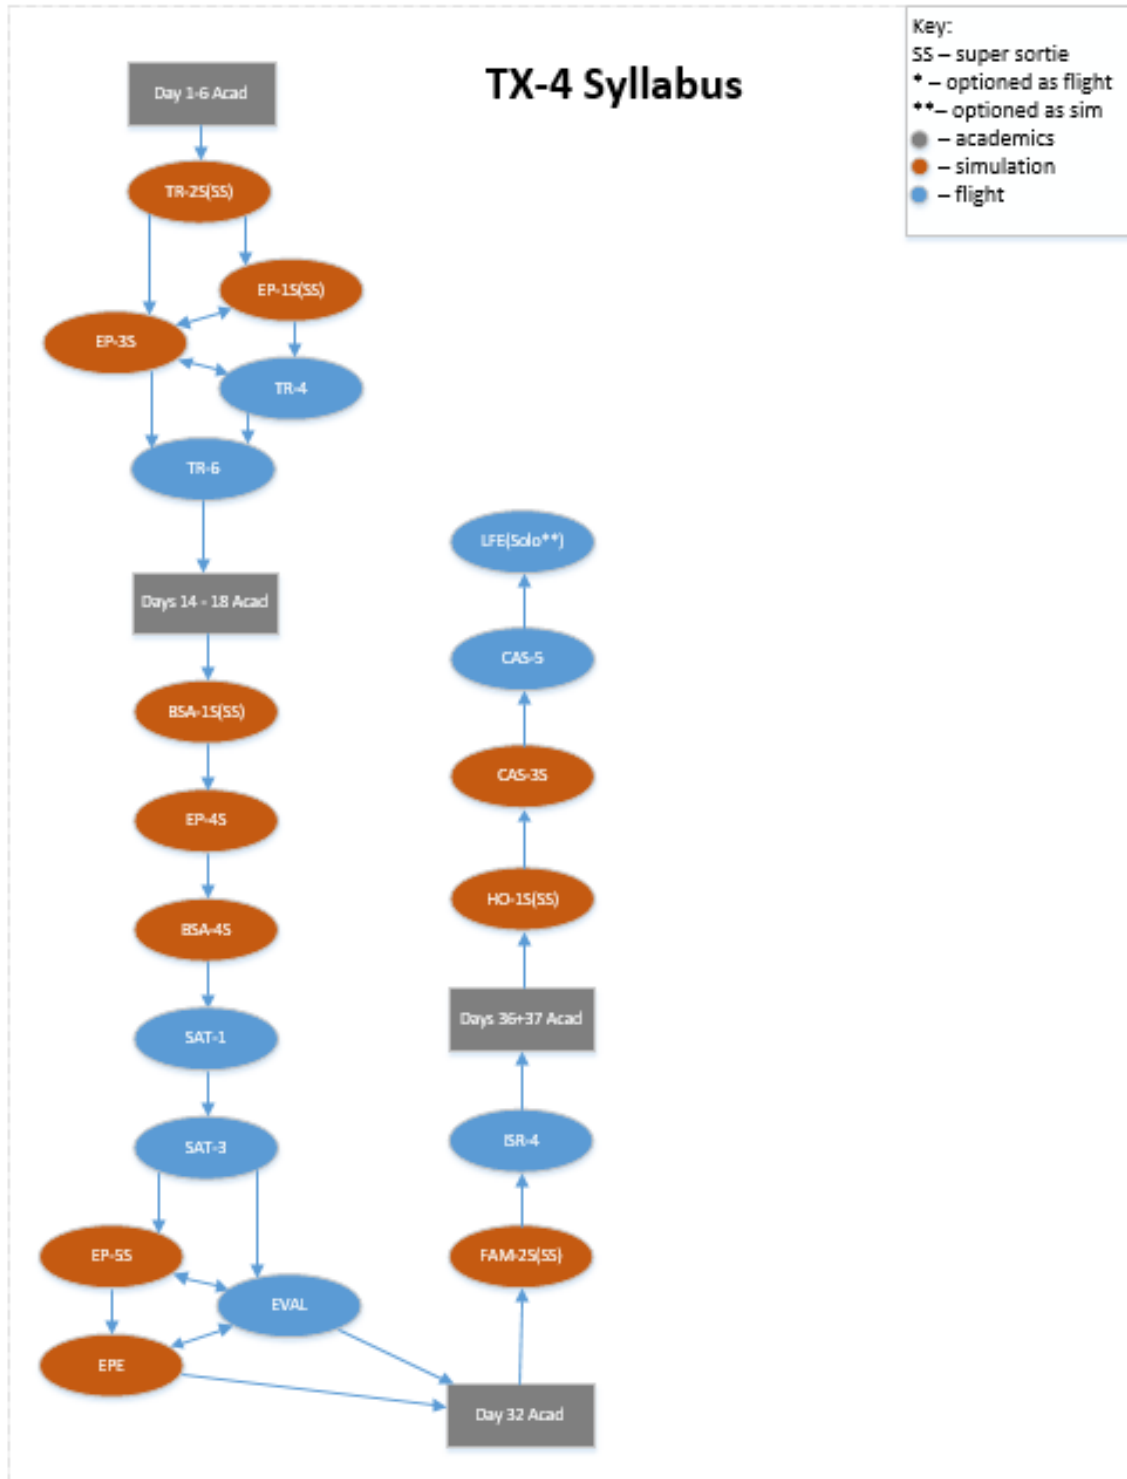 TX-4 Syllabus
Key:
SS – super sortie
* – optioned as flight
**– optioned as sim
– academics
– simulation
– flight
Day 1-6 Acad
TR-2S(SS)
EP-1S(SS)
EP-3S
TR-4
TR-6
Days 14 - 18 Acad
BSA-1S(SS)
EP-4S
BSA-4S
SAT-1
SAT-3
EP-5S
EVAL
EPE
Day 32 Acad
FAM-2S(SS)
ISR-4
Days 36+37 Acad
HO-1S(SS)
CAS-3S
CAS-5
LFE(Solo**)